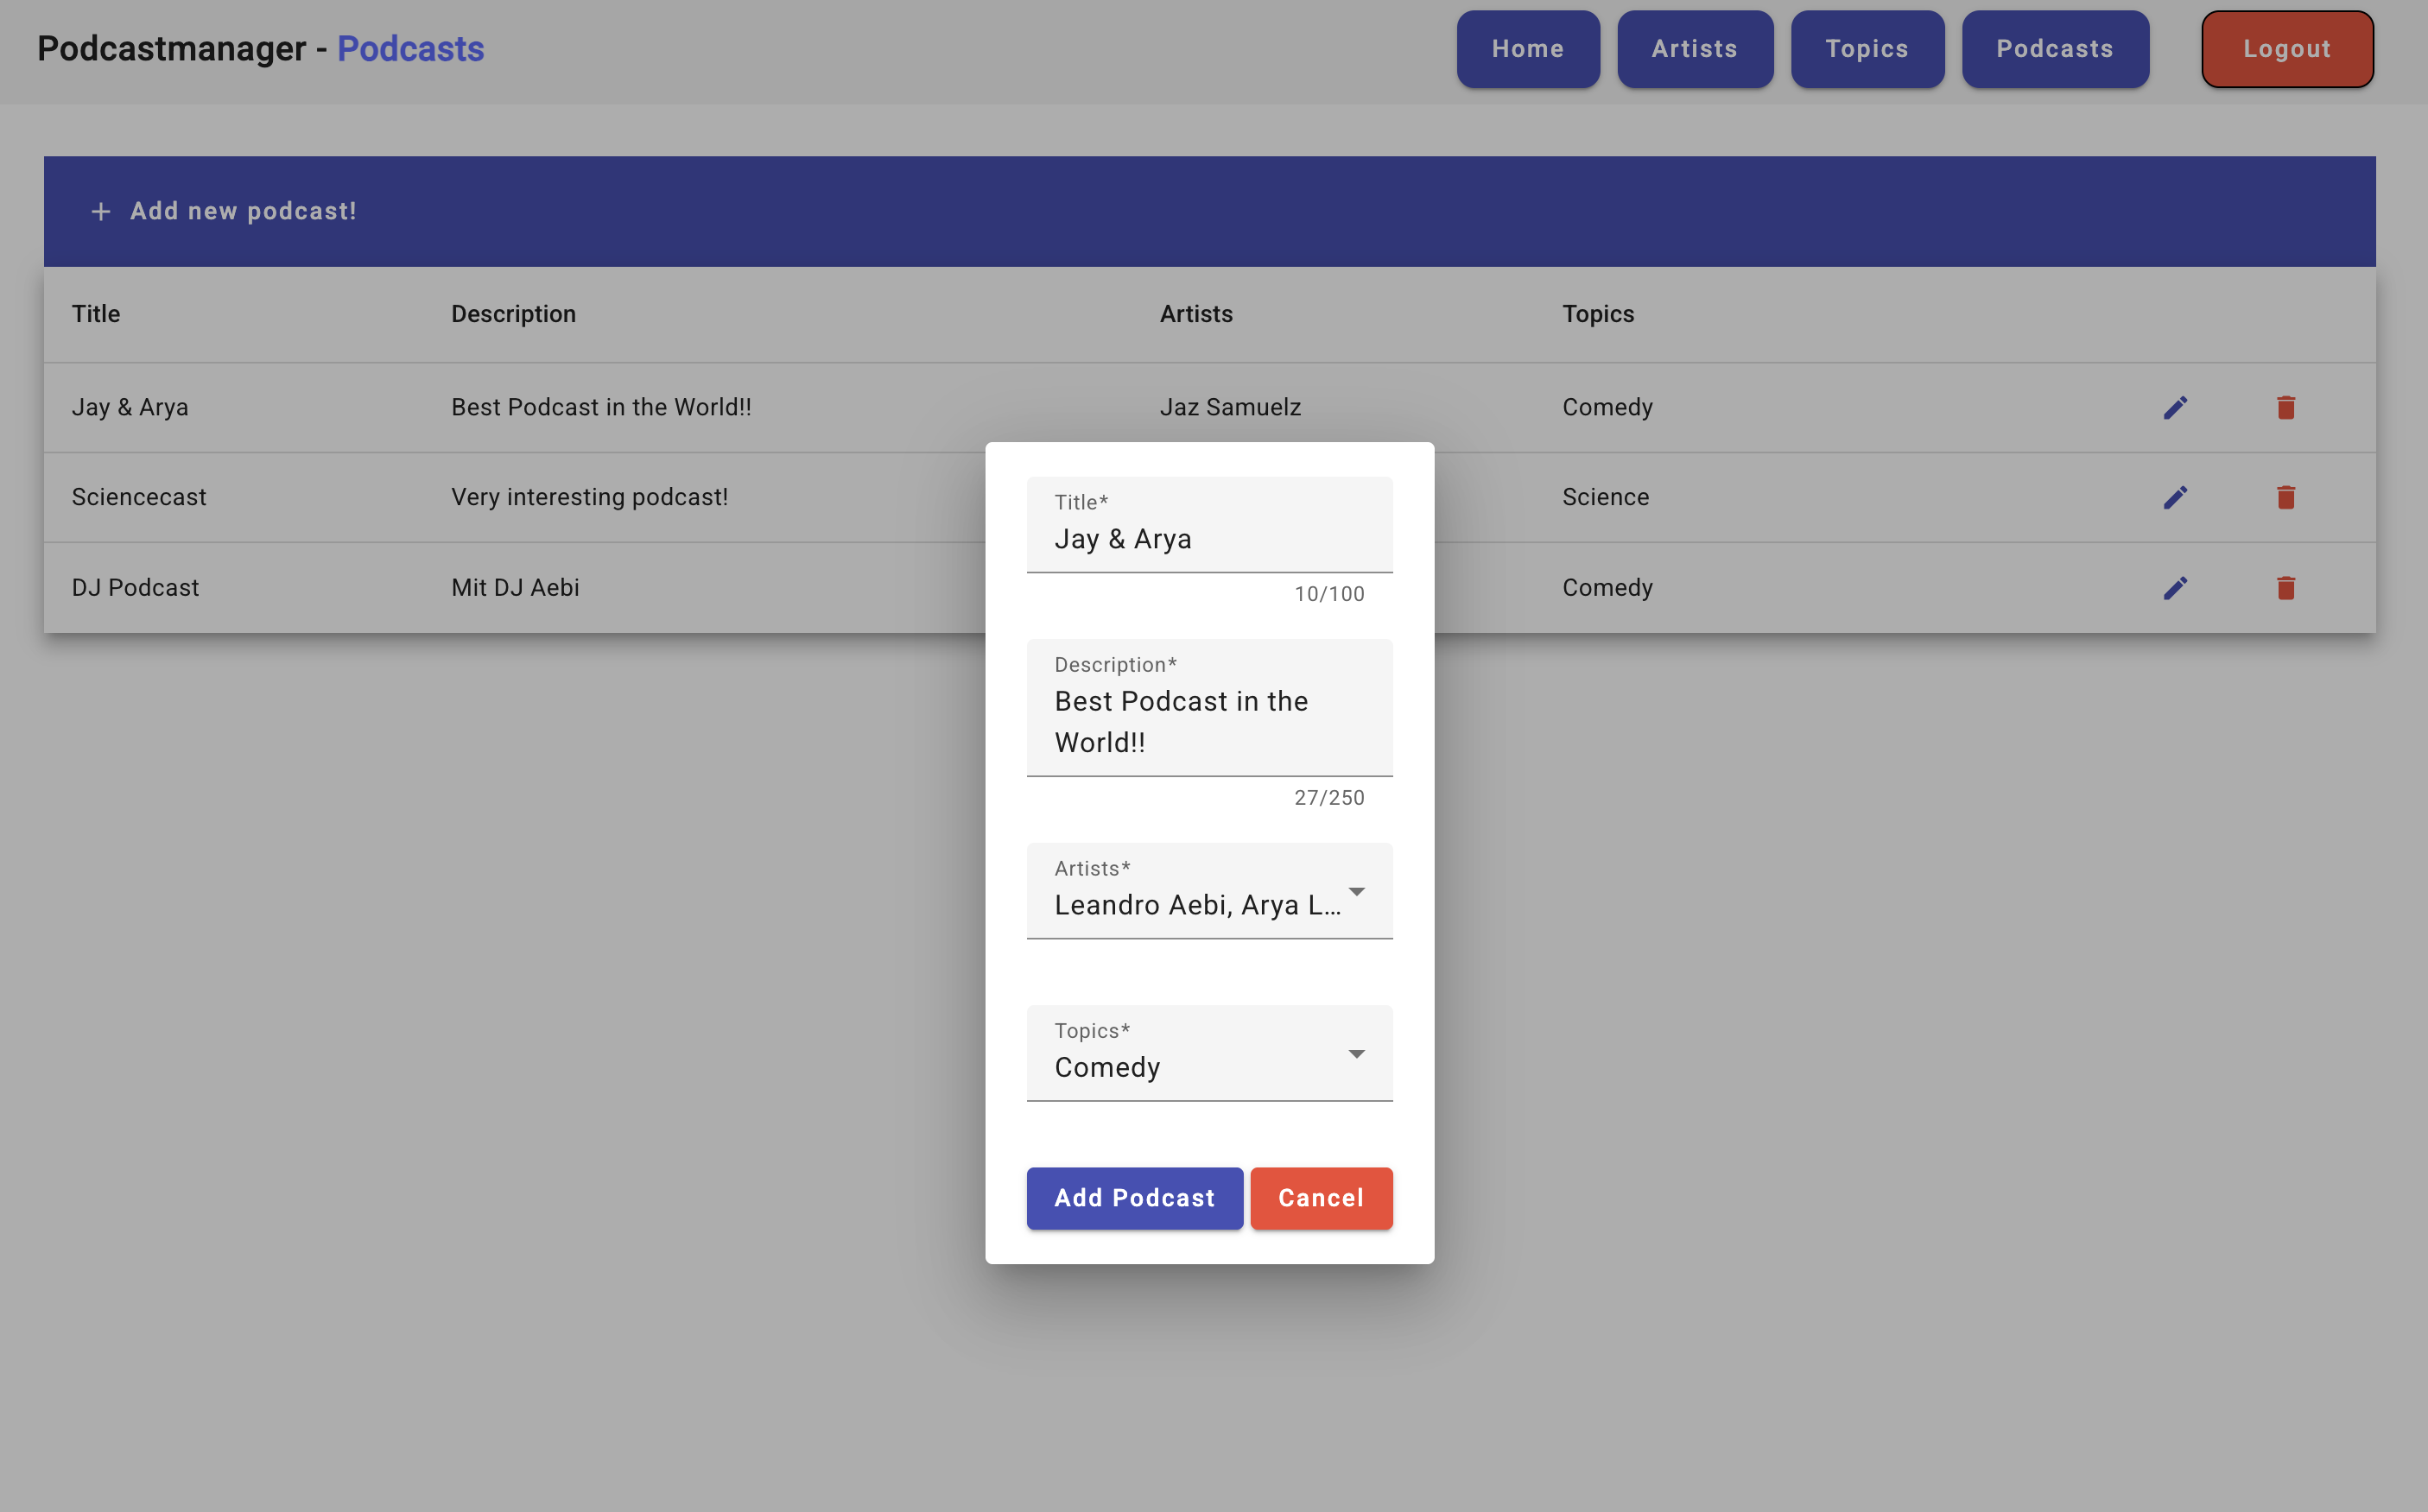 Podcastmanager - Podcasts
Home
Artists
Topics
Podcasts
Logout
+ Add new podcast!
Title Description Artists Topics
Jay & Arya Best Podcast in the World!! Jaz Samuelz Comedy
Sciencecast Very interesting podcast! Science
DJ Podcast Mit DJ Aebi Comedy
Title*
Jay & Arya
10/100
Description*
Best Podcast in the
World!!
27/250
Artists*
Leandro Aebi, Arya L...
Topics*
Comedy
Add Podcast
Cancel